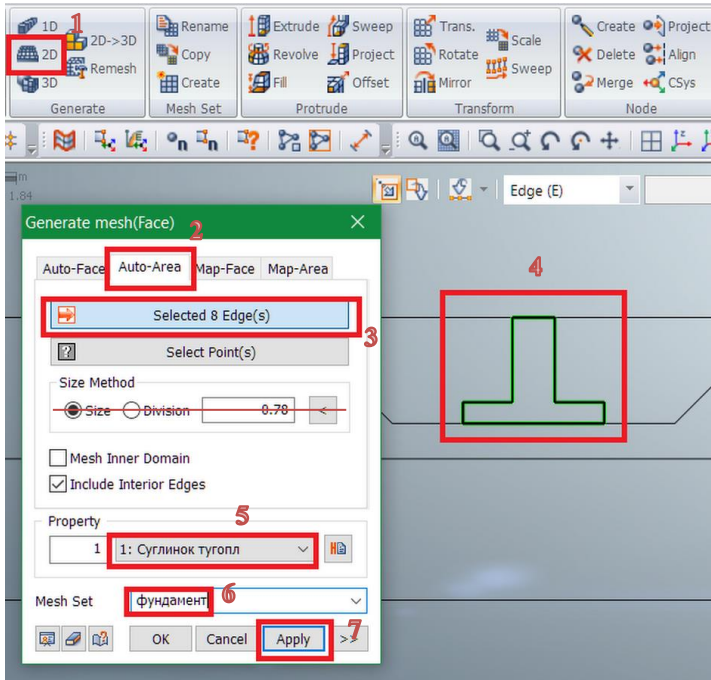 1D 1 2D->3D
2D Remesh
3D
Generate
Rename
Copy
Create
Mesh Set
Extrude Sweep
Revolve Project
Fill Offset
Protrude
Trans. Scale
Rotate Sweep
Mirror
Transform
Create Project
Delete Align
Merge CSys
Node
m
1.84
Edge (E)
Generate mesh(Face)
2
Auto-Face Auto-Area Map-Face Map-Area
Selected 8 Edge(s)
3
Select Point(s)
Size Method
Size Division 0.78 <
Mesh Inner Domain
Include Interior Edges
Property
5
1 1: Суглинок тугопл
Mesh Set фундамент 6
OK Cancel Apply >>
7
4